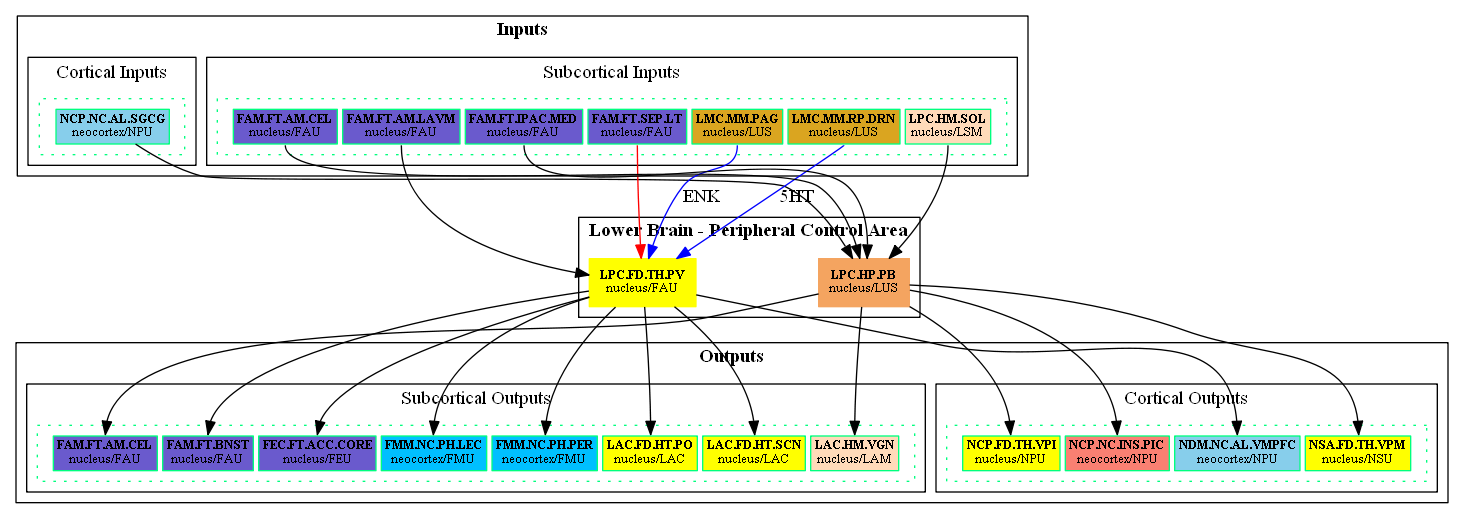 Inputs
Cortical Inputs
Subcortical Inputs
NCP.NC.AL.SGCG
neocortex/NPU
FAM.FT.AM.CEL
nucleus/FAU
FAM.FT.AM.LAVM
nucleus/FAU
FAM.FT.IPAC.MED
nucleus/FAU
FAM.FT.SEP.LT
nucleus/FAU
LMC.MM.PAG
nucleus/LUS
LMC.MM.RP.DRN
nucleus/LUS
LPC.HM.SOL
nucleus/LSM
ENK
5HT
Lower Brain - Peripheral Control Area
LPC.FD.TH.PV
nucleus/FAU
LPC.HP.PB
nucleus/LUS
Outputs
Subcortical Outputs
Cortical Outputs
FAM.FT.AM.CEL
nucleus/FAU
FAM.FT.BNST
nucleus/FAU
FEC.FT.ACC.CORE
nucleus/FEU
FMM.NC.PH.LEC
neocortex/FMU
FMM.NC.PH.PER
neocortex/FMU
LAC.FD.HT.PO
nucleus/LAC
LAC.FD.HT.SCN
nucleus/LAC
LAC.HM.VGN
nucleus/LAM
NCP.FD.TH.VPI
nucleus/NPU
NCP.NC.INS.PIC
neocortex/NPU
NDM.NC.AL.VMPFC
neocortex/NPU
NSA.FD.TH.VPM
nucleus/NSU